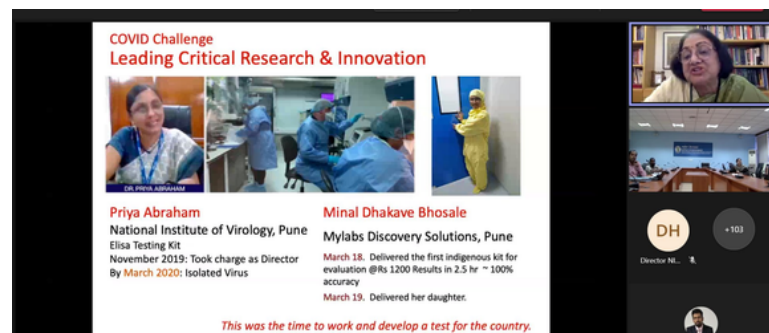 COVID Challenge
Leading Critical Research & Innovation
DR. PRIYA ABRAHAM
Priya Abraham
National Institute of Virology, Pune
Elisa Testing Kit
November 2019: Took charge as Director
By March 2020: Isolated Virus
Minal Dhakave Bhosale
Mylabs Discovery Solutions, Pune
March 18. Delivered the first indigenous kit for
evaluation @Rs 1200 Results in 2.5 hr ~ 100%
accuracy
March 19. Delivered her daughter.
This was the time to work and develop a test for the country.
DH
+103
Director NI...